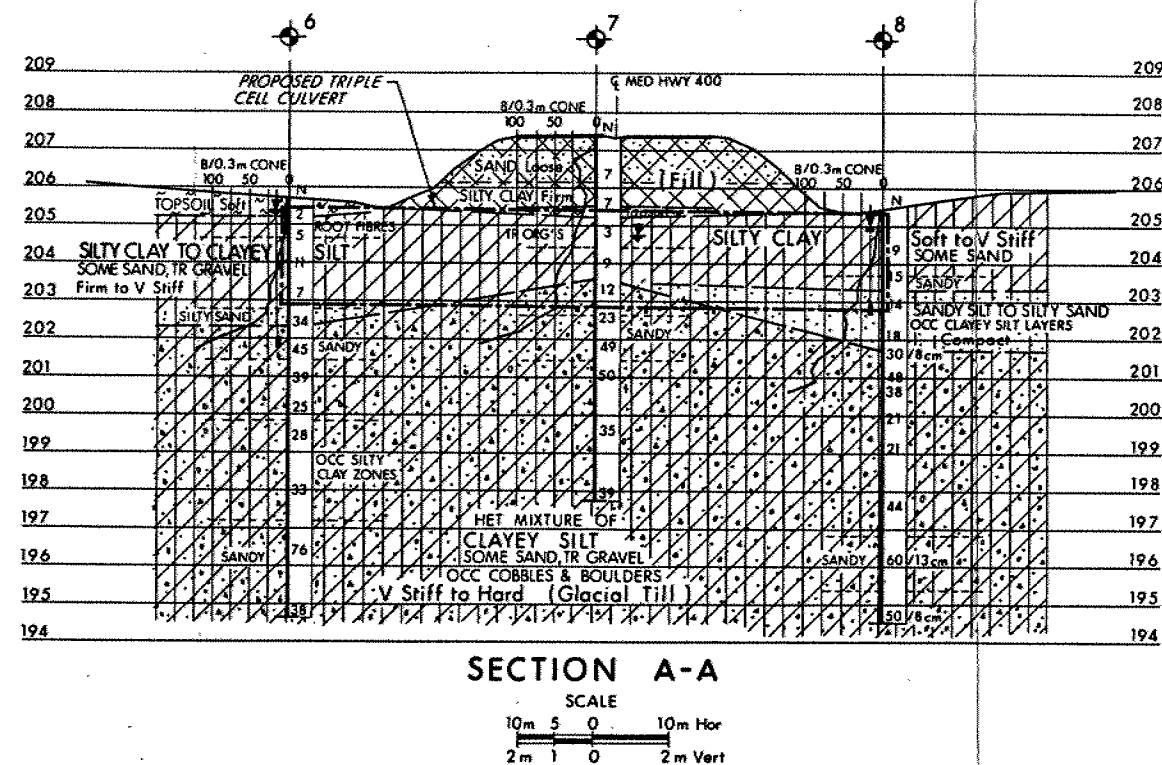 6
7
8
209
209
PROPOSED TRIPLE
CELL CULVERT
℄ MED HWY 400
208
208
B/0.3m CONE
100 50 0 N
207
207
SAND Loose
7
(Fill)
B/0.3m CONE
100 50 0
N
B/0.3m CONE
100 50 0
N
206
206
SILTY CLAY Firm
7
TOPSOIL Soft
2
ROOT FIBRES
205
205
5
TR ORG'S
3
SILTY CLAY
9
Soft to V Stiff
SOME SAND
SILTY CLAY TO CLAYEY SILT
SOME SAND, TR GRAVEL
Firm to V Stiff
204
204
N
9
15
SANDY
203
203
7
12
14
SANDY SILT TO SILTY SAND
OCC CLAYEY SILT LAYERS
Compact
SILTY SAND
34
23
18
202
202
45
SANDY
49
SANDY
30/8cm
201
201
39
50
48
38
200
200
25
21
199
199
28
35
21
OCC SILTY
CLAY ZONES
198
198
33
39
44
197
197
HET MIXTURE OF
CLAYEY SILT
SOME SAND, TR GRAVEL
OCC COBBLES & BOULDERS
V Stiff to Hard (Glacial Till)
196
196
SANDY
76
SANDY
60/13cm
195
195
38
50/8cm
194
194
SECTION A-A
SCALE
10m 5 0 10m Hor
2m 1 0 2m Vert